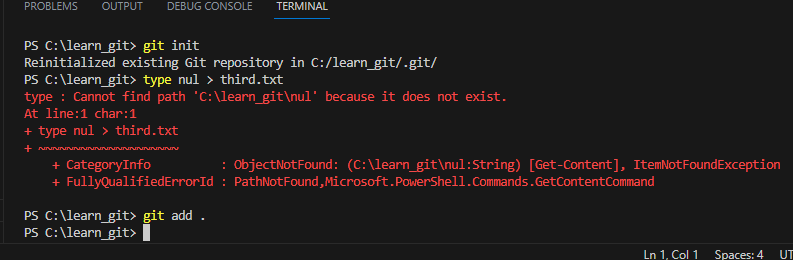 PROBLEMS OUTPUT DEBUG CONSOLE TERMINAL
PS C:\learn_git> git init
Reinitialized existing Git repository in C:/learn_git/.git/
PS C:\learn_git> type nul > third.txt
type : Cannot find path 'C:\learn_git\nul' because it does not exist.
At line:1 char:1
+ type nul > third.txt
+ ~~~~~~~~~~~~~~~~~~~~
    + CategoryInfo          : ObjectNotFound: (C:\learn_git\nul:String) [Get-Content], ItemNotFoundException
    + FullyQualifiedErrorId : PathNotFound,Microsoft.PowerShell.Commands.GetContentCommand
PS C:\learn_git> git add .
PS C:\learn_git>
Ln 1, Col 1 Spaces: 4 UT